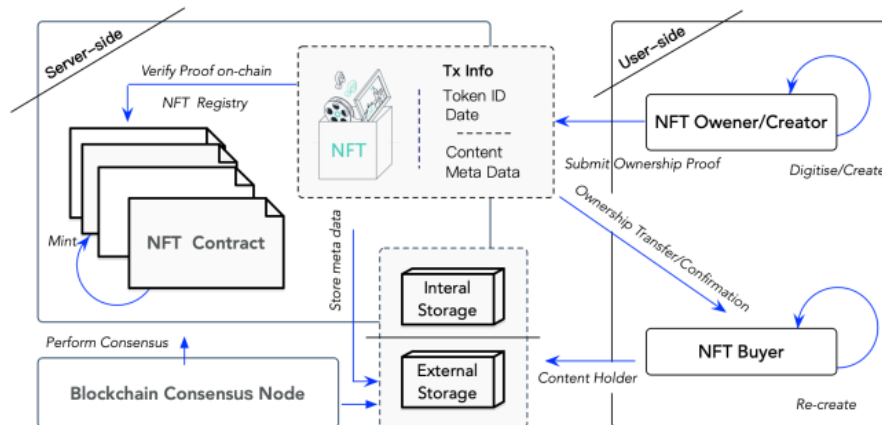 Server-side
User-side
Verify Proof on-chain
NFT Registry
NFT
Tx Info
Token ID
Date
Content
Meta Data
NFT Owener/Creator
Submit Ownership Proof
Digitise/Create
NFT Contract
Mint
Store meta data
Ownership Transfer/Confirmation
Interal
Storage
External
Storage
NFT Buyer
Content Holder
Re-create
Perform Consensus
Blockchain Consensus Node